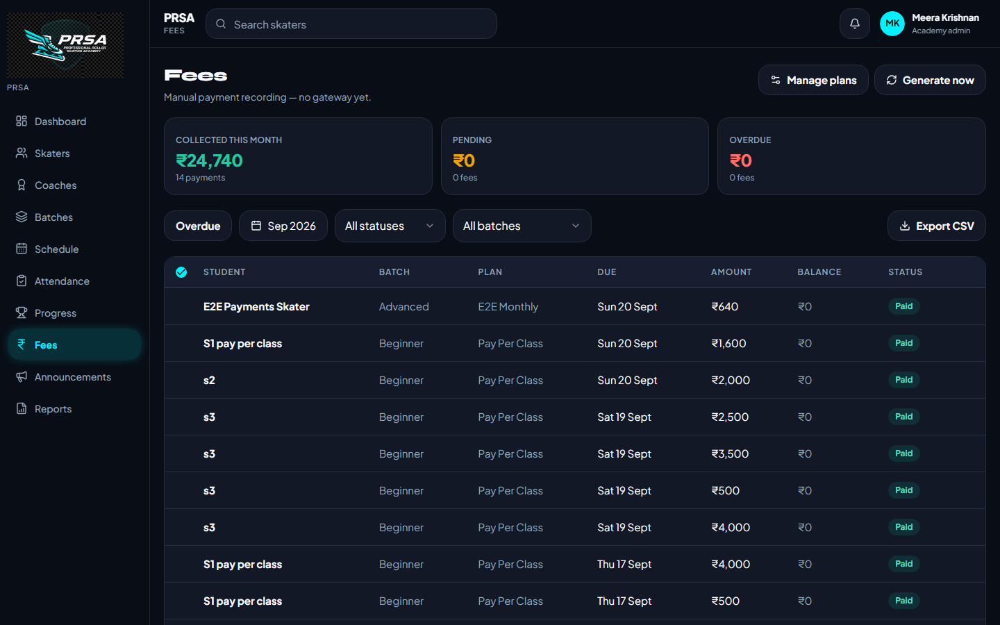 PRSA
PROFESSIONAL ROLLER
SKATING ACADEMY
PRSA
Dashboard
Skaters
Coaches
Batches
Schedule
Attendance
Progress
Fees
Announcements
Reports
PRSA
FEES
Search skaters
MK
Meera Krishnan
Academy admin
Fees
Manual payment recording — no gateway yet.
Manage plans
Generate now
COLLECTED THIS MONTH
₹24,740
14 payments
PENDING
₹0
0 fees
OVERDUE
₹0
0 fees
Overdue
Sep 2026
All statuses
All batches
Export CSV
STUDENT BATCH PLAN DUE AMOUNT BALANCE STATUS
E2E Payments Skater Advanced E2E Monthly Sun 20 Sept ₹640 ₹0 Paid
S1 pay per class Beginner Pay Per Class Sun 20 Sept ₹1,600 ₹0 Paid
s2 Beginner Pay Per Class Sun 20 Sept ₹2,000 ₹0 Paid
s3 Beginner Pay Per Class Sat 19 Sept ₹2,500 ₹0 Paid
s3 Beginner Pay Per Class Sat 19 Sept ₹3,500 ₹0 Paid
s3 Beginner Pay Per Class Sat 19 Sept ₹500 ₹0 Paid
s3 Beginner Pay Per Class Sat 19 Sept ₹4,000 ₹0 Paid
S1 pay per class Beginner Pay Per Class Thu 17 Sept ₹4,000 ₹0 Paid
S1 pay per class Beginner Pay Per Class Thu 17 Sept ₹500 ₹0 Paid